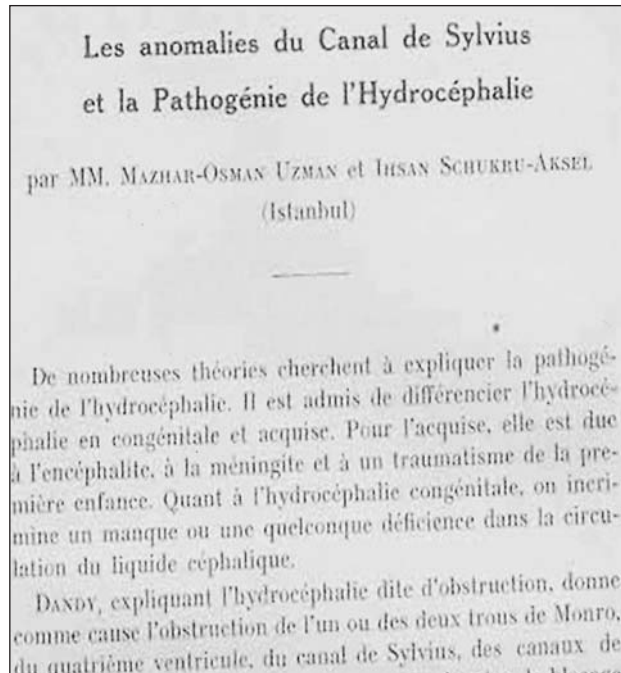 Les anomalies du Canal de Sylvius
et la Pathogénie de l'Hydrocéphalie
par MM. MAZHAR-OSMAN UZMAN et IHSAN SCHUKRU-AKSEL
(Istanbul)
De nombreuses théories cherchent à expliquer la pathogé-
nie de l'hydrocéphalie. Il est admis de différencier l'hydrocé-
phalie en congénitale et acquise. Pour l'acquise, elle est due
à l'encéphalite, à la méningite et à un traumatisme de la pre-
mière enfance. Quant à l'hydrocéphalie congénitale, on incri-
mine un manque ou une quelconque déficience dans la circu-
lation du liquide céphalique.
DANDY, expliquant l'hydrocéphalie dite d'obstruction, donne
comme cause l'obstruction de l'un ou des deux trous de Monro,
du quatrième ventricule, du canal de Sylvius, des canaux de